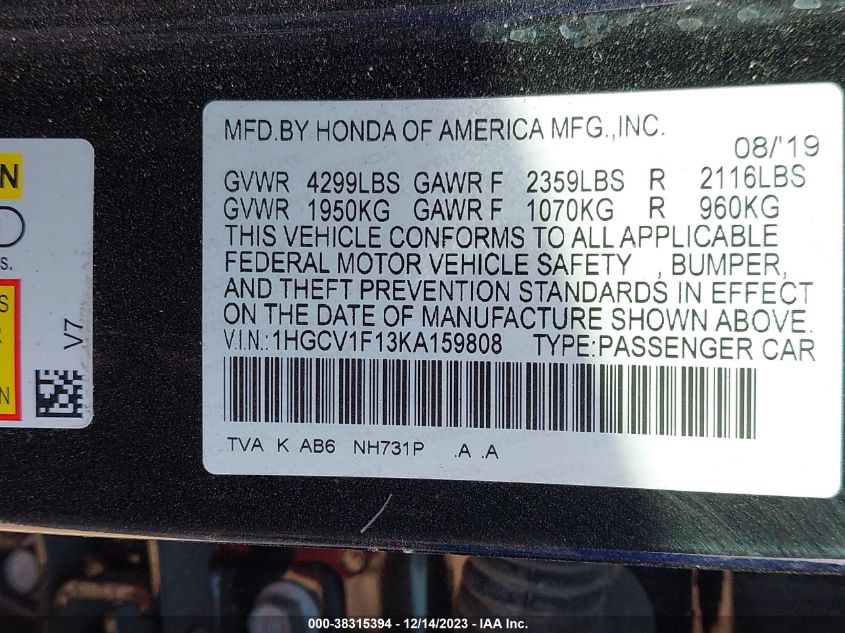 MFD.BY HONDA OF AMERICA MFG.,INC.
08/'19
GVWR 4299LBS GAWR F 2359LBS R 2116LBS
GVWR 1950KG GAWR F 1070KG R 960KG
THIS VEHICLE CONFORMS TO ALL APPLICABLE
FEDERAL MOTOR VEHICLE SAFETY , BUMPER,
AND THEFT PREVENTION STANDARDS IN EFFECT
ON THE DATE OF MANUFACTURE SHOWN ABOVE.
V.I.N.:1HGCV1F13KA159808 TYPE:PASSENGER CAR
TVA K AB6 NH731P .A .A
V7
000-38315394 - 12/14/2023 - IAA Inc.